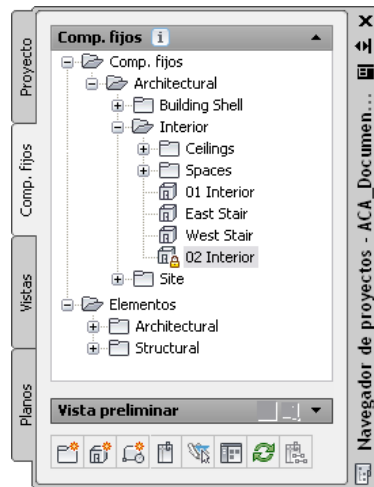 Proyecto
Comp. fijos
Vistas
Planos
Comp. fijos
Comp. fijos
Architectural
Building Shell
Interior
Ceilings
Spaces
01 Interior
East Stair
West Stair
02 Interior
Site
Elementos
Architectural
Structural
Vista preliminar
Navegador de proyectos - ACA_Documen...